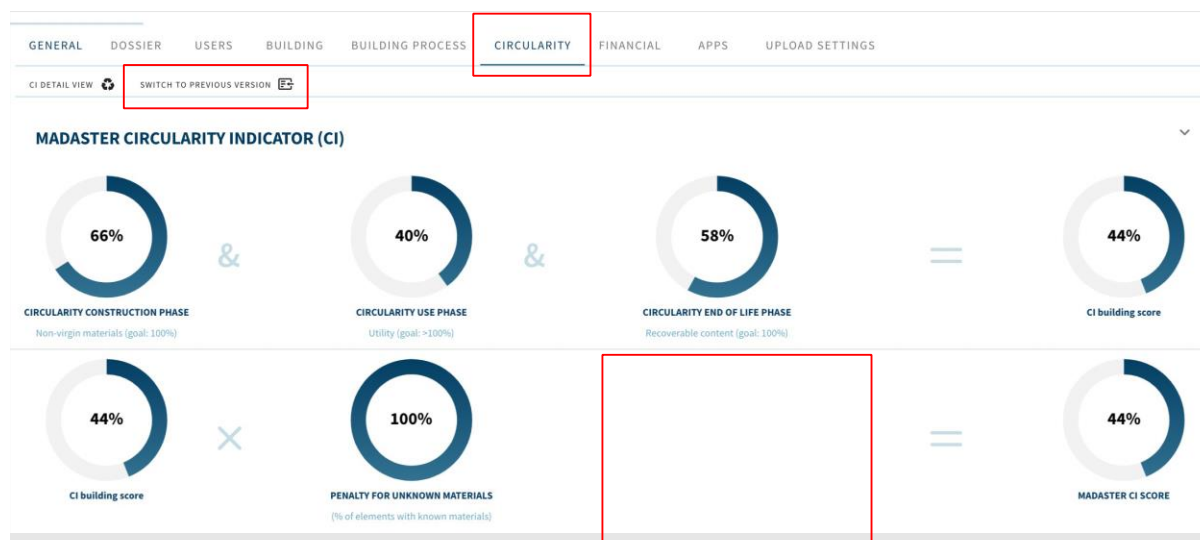 GENERAL DOSSIER USERS BUILDING BUILDING PROCESS CIRCULARITY FINANCIAL APPS UPLOAD SETTINGS
CI DETAIL VIEW SWITCH TO PREVIOUS VERSION
MADASTER CIRCULARITY INDICATOR (CI)
66% & 40% & 58% = 44%
CIRCULARITY CONSTRUCTION PHASE CIRCULARITY USE PHASE CIRCULARITY END OF LIFE PHASE CI building score
Non-virgin materials (goal: 100%) Utility (goal: >100%) Recoverable content (goal: 100%)
44% × 100% = 44%
CI building score PENALTY FOR UNKNOWN MATERIALS MADASTER CI SCORE
(% of elements with known materials)